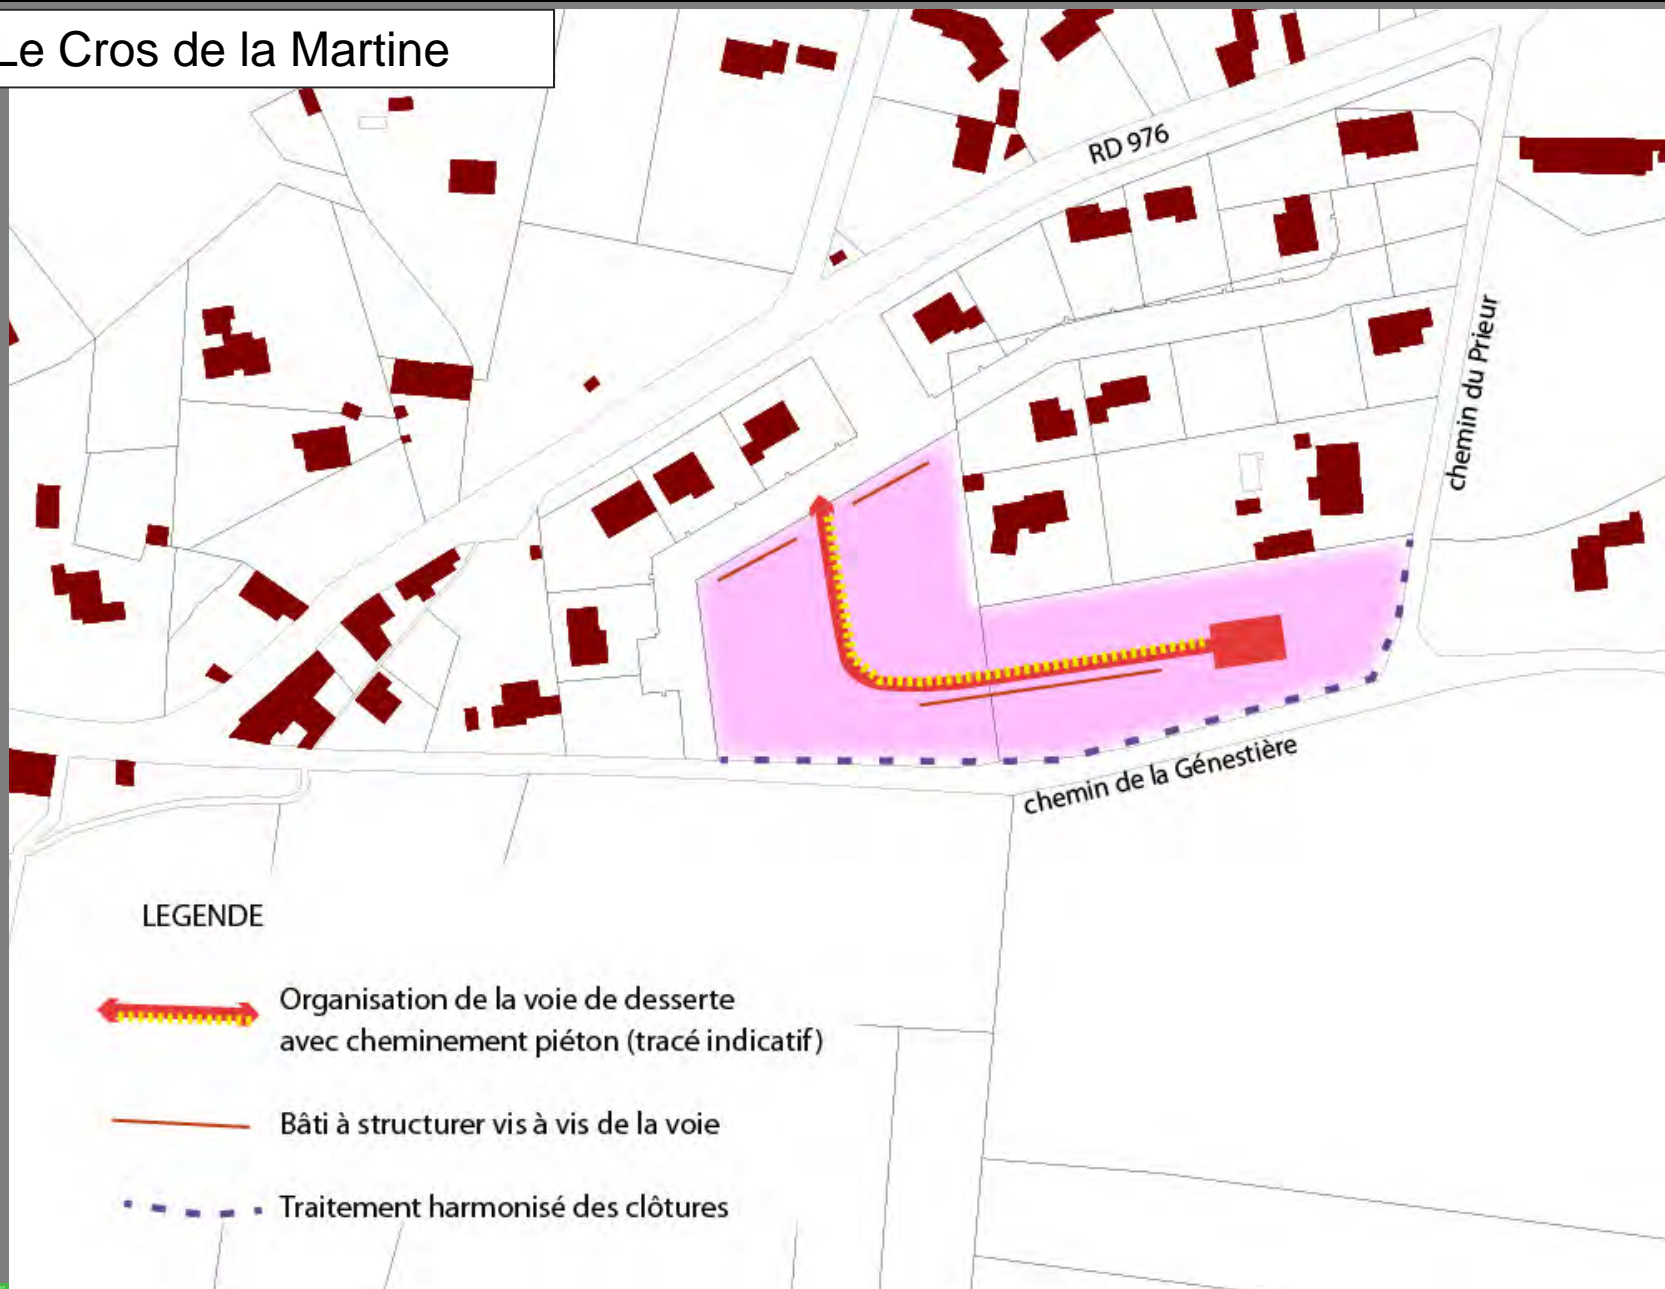 Le Cros de la Martine
RD 976
chemin du Prieur
chemin de la Génestière
LEGENDE
Organisation de la voie de desserte
avec cheminement piéton (tracé indicatif)
Bâti à structurer vis à vis de la voie
Traitement harmonisé des clôtures